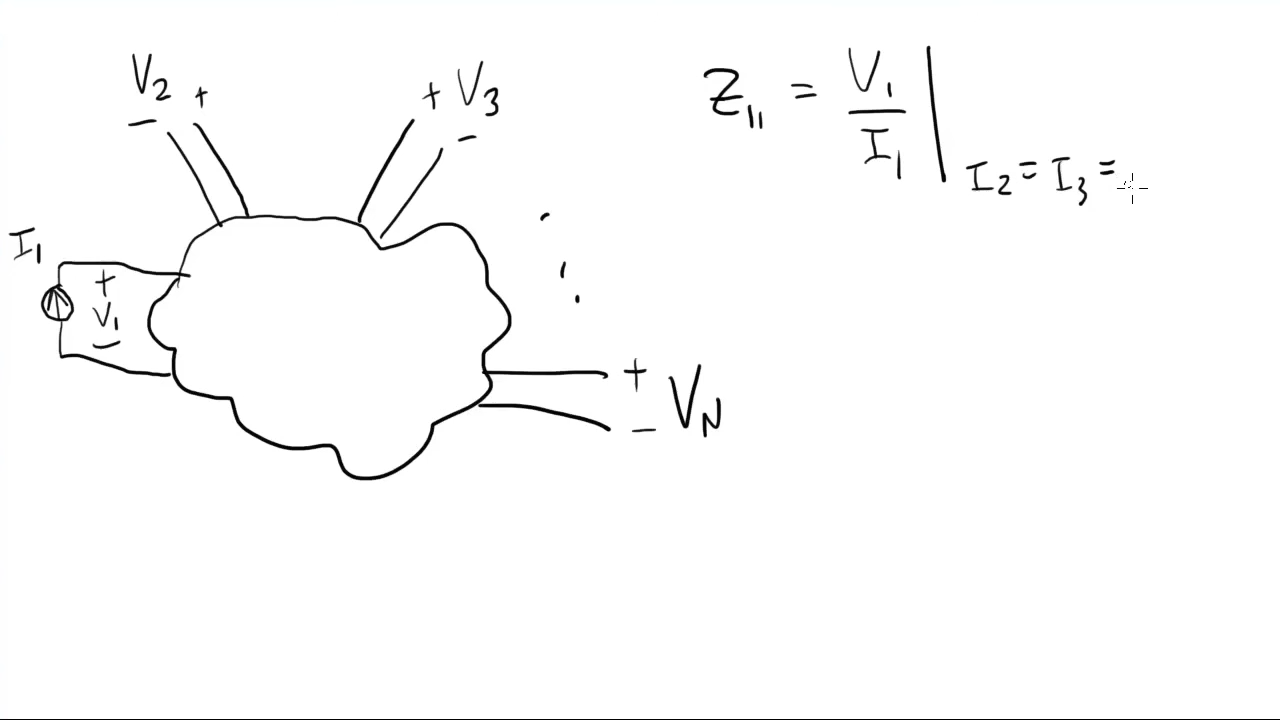 V2 +
−
+ V3
−
I1
+
V1
−
+
− VN
Z11 = V1 / I1 | I2 = I3 =